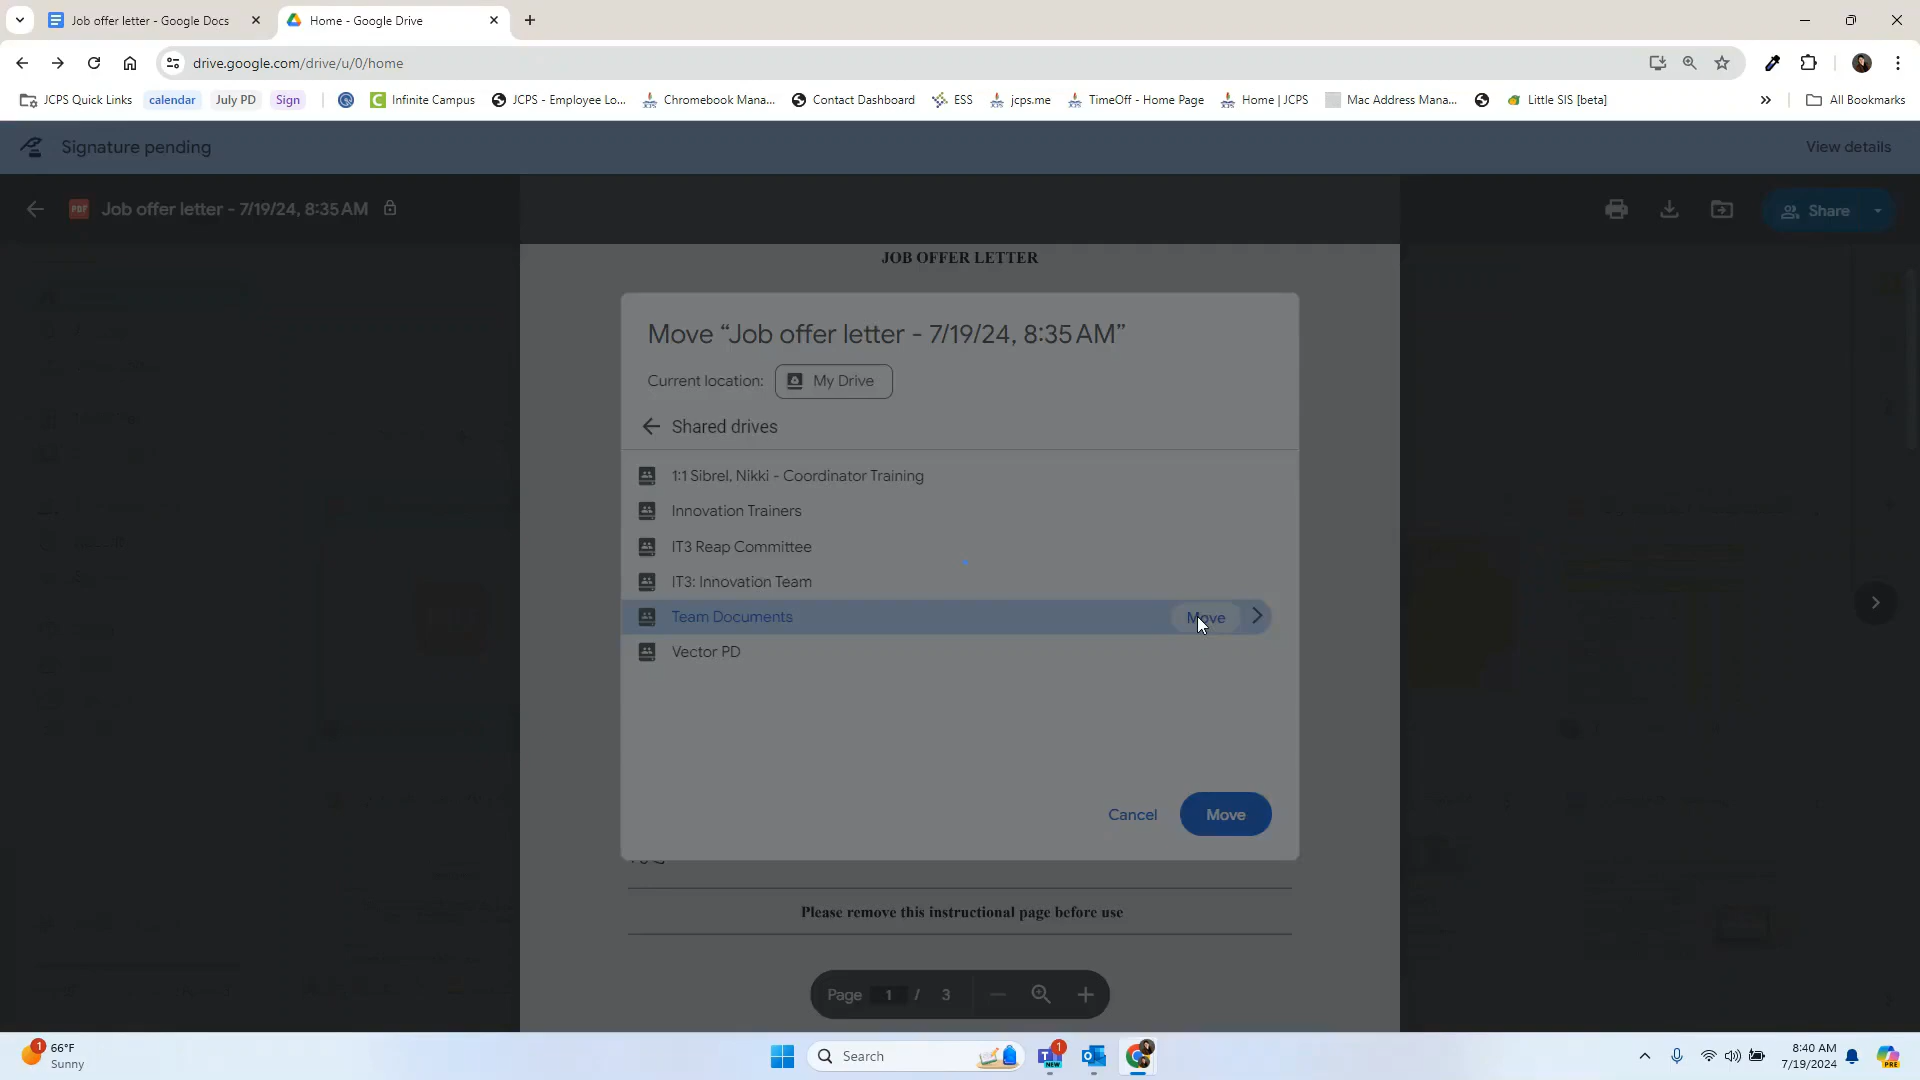 Job offer letter - Google Docs
Home - Google Drive
drive.google.com/drive/u/0/home
JCPS Quick Links
calendar
July PD
Sign
Infinite Campus
JCPS - Employee Lo...
Chromebook Mana...
Contact Dashboard
ESS
jcps.me
TimeOff - Home Page
Home | JCPS
Mac Address Mana...
Little SIS [beta]
All Bookmarks
Signature pending
View details
PDF
Job offer letter - 7/19/24, 8:35 AM
Share
JOB OFFER LETTER
Move “Job offer letter - 7/19/24, 8:35 AM”
Current location:
My Drive
Shared drives
1:1 Sibrel, Nikki - Coordinator Training
Innovation Trainers
IT3 Reap Committee
IT3: Innovation Team
Team Documents
Move
Vector PD
Cancel
Move
Please remove this instructional page before use
Page 1 / 3
1
66°F
Sunny
Search
1
NEW
8:40 AM
7/19/2024
PRE